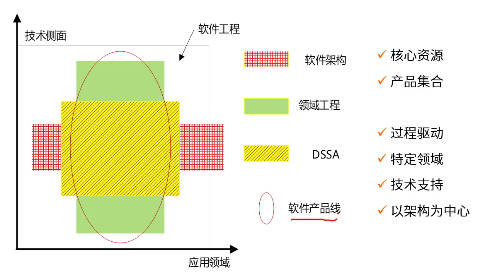 技术侧面
软件工程
应用领域
软件架构
领域工程
DSSA
软件产品线
✓ 核心资源
✓ 产品集合
✓ 过程驱动
✓ 特定领域
✓ 技术支持
✓ 以架构为中心